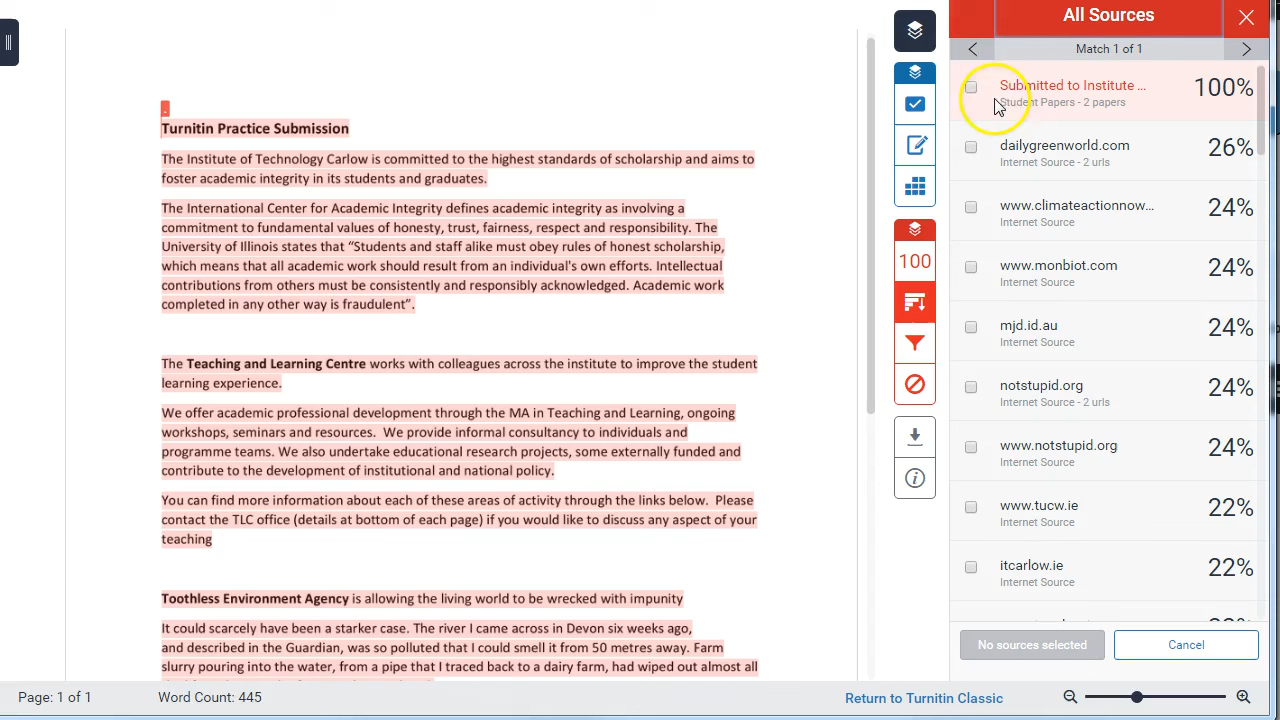 .
Turnitin Practice Submission
The Institute of Technology Carlow is committed to the highest standards of scholarship and aims to
foster academic integrity in its students and graduates.
The International Center for Academic Integrity defines academic integrity as involving a
commitment to fundamental values of honesty, trust, fairness, respect and responsibility. The
University of Illinois states that “Students and staff alike must obey rules of honest scholarship,
which means that all academic work should result from an individual's own efforts. Intellectual
contributions from others must be consistently and responsibly acknowledged. Academic work
completed in any other way is fraudulent”.
The Teaching and Learning Centre works with colleagues across the institute to improve the student
learning experience.
We offer academic professional development through the MA in Teaching and Learning, ongoing
workshops, seminars and resources.  We provide informal consultancy to individuals and
programme teams. We also undertake educational research projects, some externally funded and
contribute to the development of institutional and national policy.
You can find more information about each of these areas of activity through the links below.  Please
contact the TLC office (details at bottom of each page) if you would like to discuss any aspect of your
teaching
Toothless Environment Agency is allowing the living world to be wrecked with impunity
It could scarcely have been a starker case. The river I came across in Devon six weeks ago,
and described in the Guardian, was so polluted that I could smell it from 50 metres away. Farm
slurry pouring into the water, from a pipe that I traced back to a dairy farm, had wiped out almost all
100
All Sources
Match 1 of 1
Submitted to Institute ... 100%
Student Papers - 2 papers
dailygreenworld.com 26%
Internet Source - 2 urls
www.climateactionnow... 24%
Internet Source
www.monbiot.com 24%
Internet Source
mjd.id.au 24%
Internet Source
notstupid.org 24%
Internet Source - 2 urls
www.notstupid.org 24%
Internet Source
www.tucw.ie 22%
Internet Source
itcarlow.ie 22%
Internet Source
No sources selected
Cancel
Page: 1 of 1
Word Count: 445
Return to Turnitin Classic